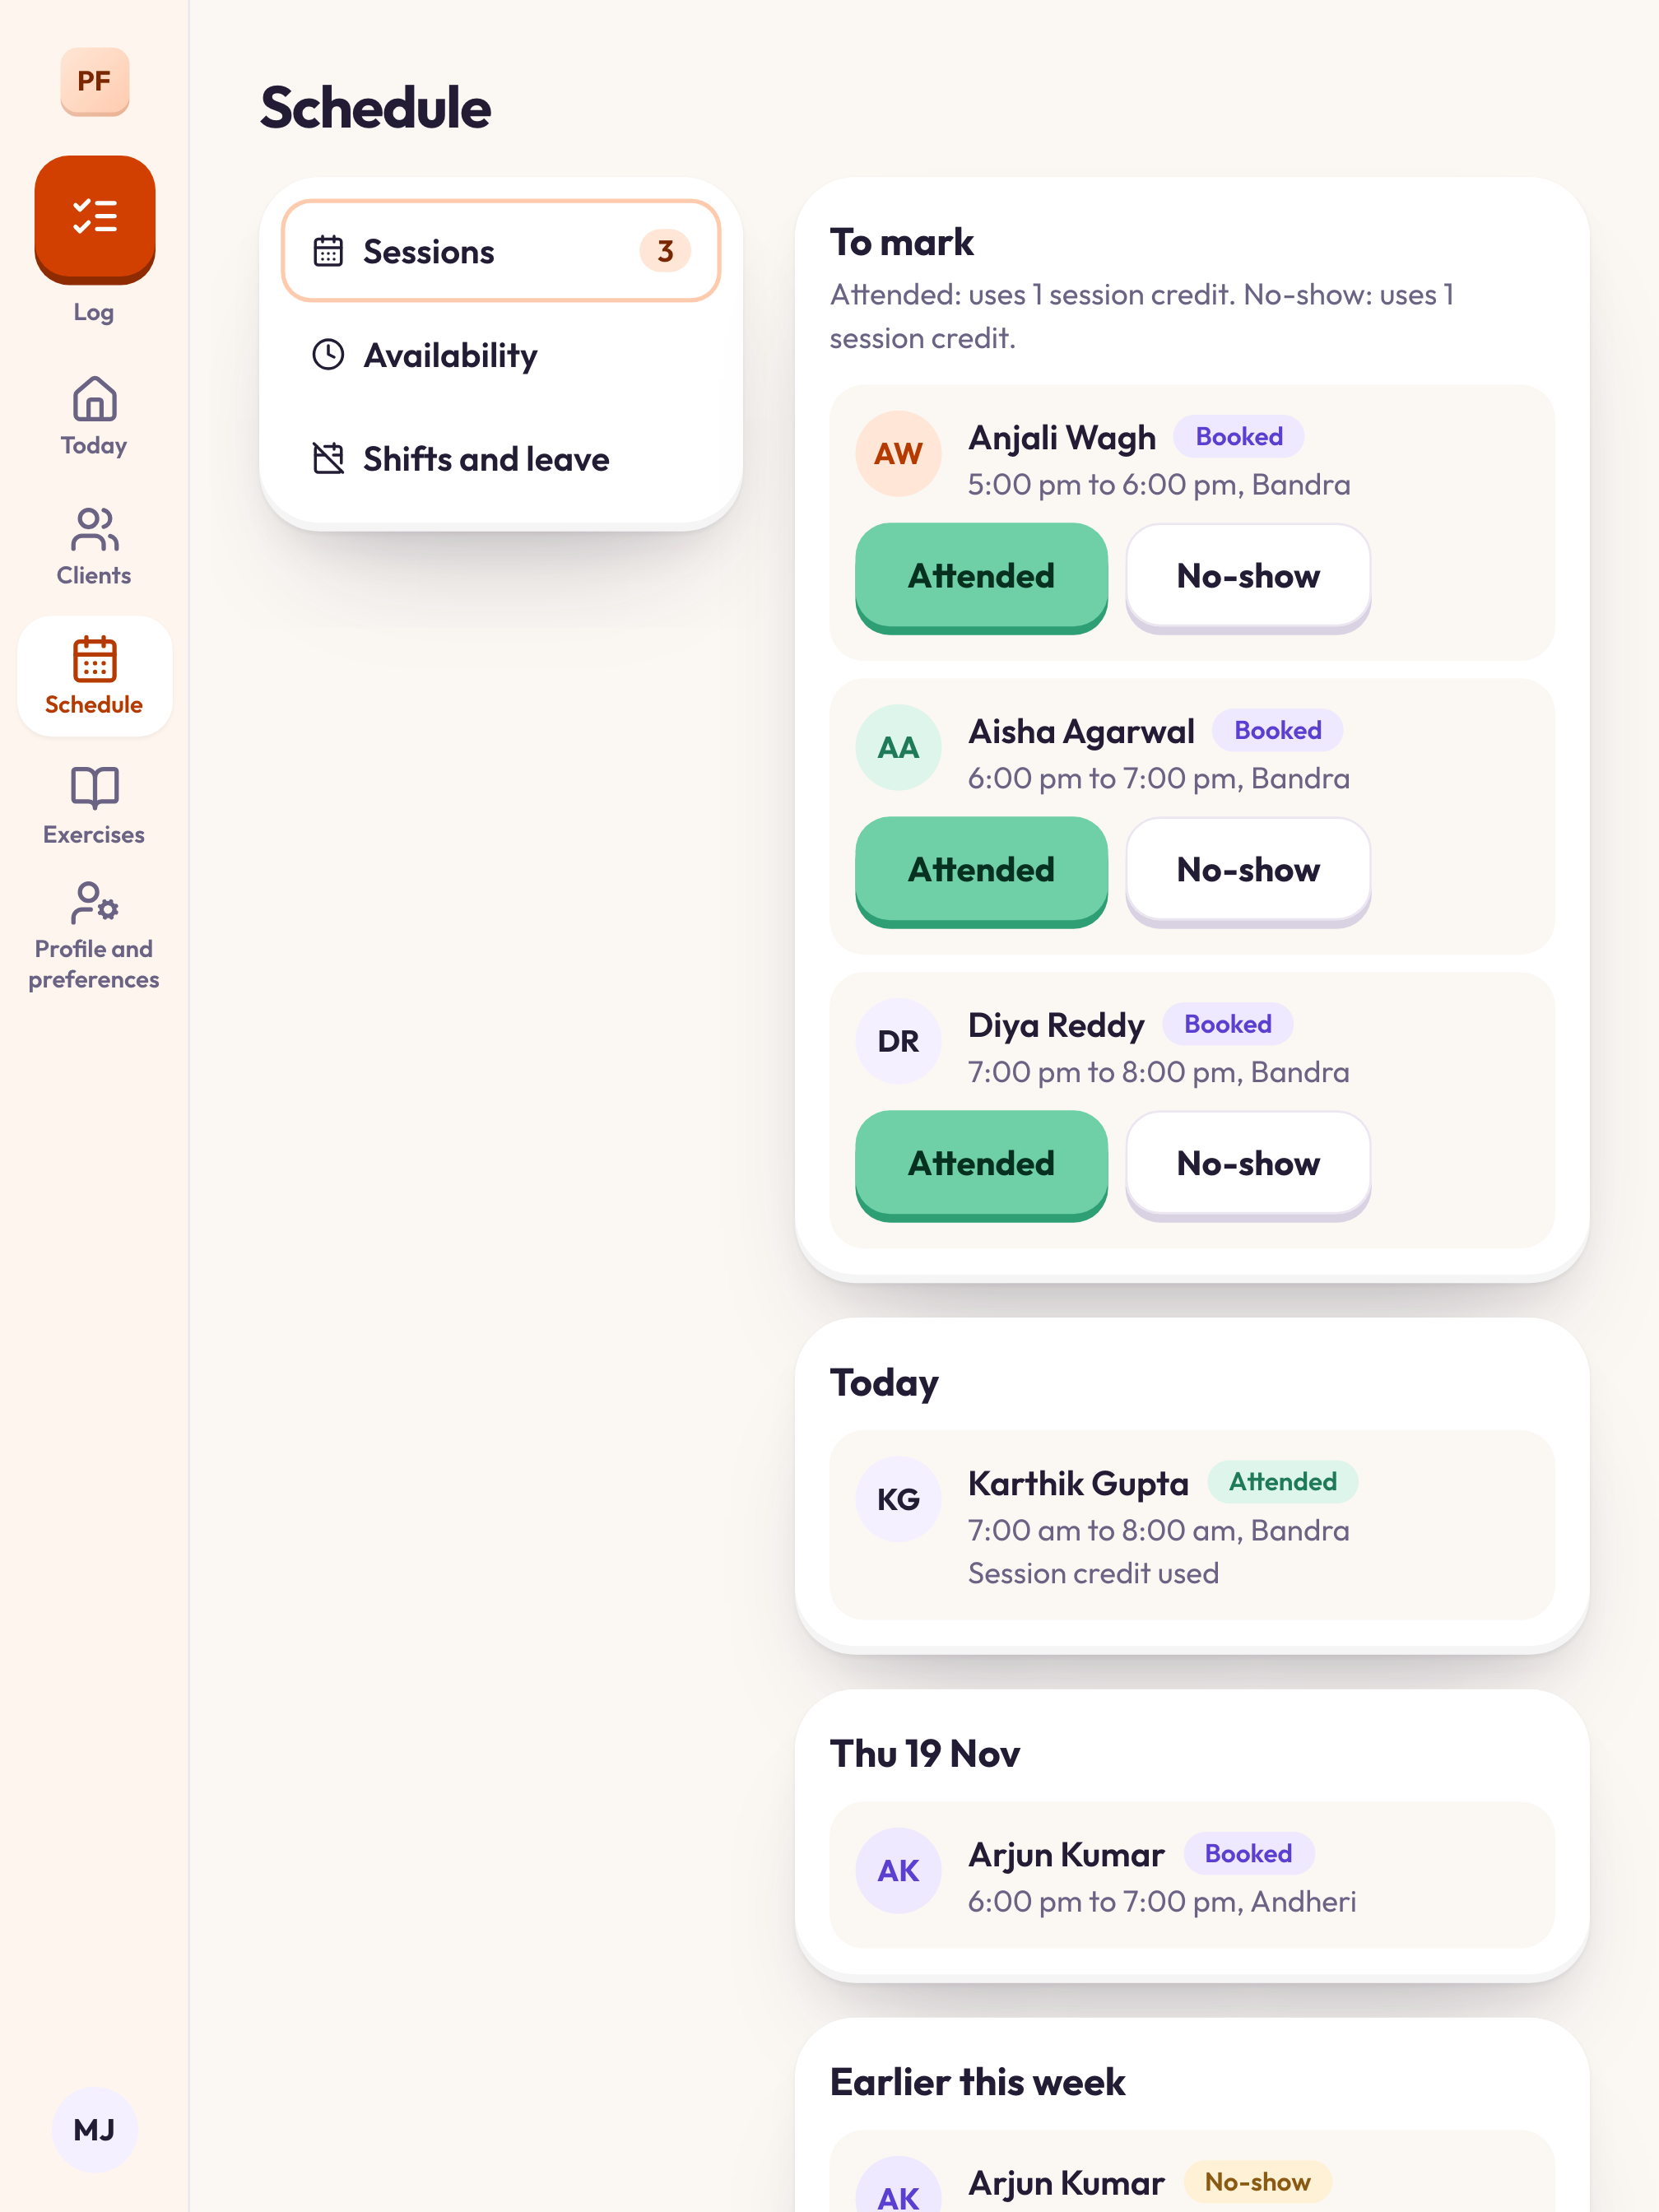 PF
Log
Today
Clients
Schedule
Exercises
Profile and
preferences
MJ
Schedule
Sessions 3
Availability
Shifts and leave
To mark
Attended: uses 1 session credit. No-show: uses 1
session credit.
AW
Anjali Wagh Booked
5:00 pm to 6:00 pm, Bandra
Attended No-show
AA
Aisha Agarwal Booked
6:00 pm to 7:00 pm, Bandra
Attended No-show
DR
Diya Reddy Booked
7:00 pm to 8:00 pm, Bandra
Attended No-show
Today
KG
Karthik Gupta Attended
7:00 am to 8:00 am, Bandra
Session credit used
Thu 19 Nov
AK
Arjun Kumar Booked
6:00 pm to 7:00 pm, Andheri
Earlier this week
AK
Arjun Kumar No-show